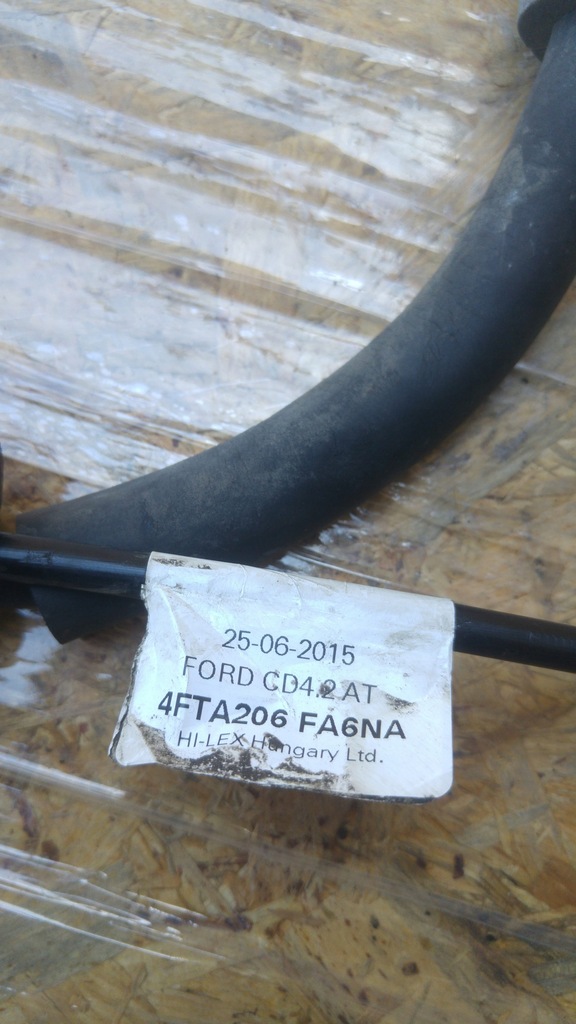 25-06-2015
FORD CD4.2 AT
4FTA206 FA6NA
HI-LEX Hungary Ltd.